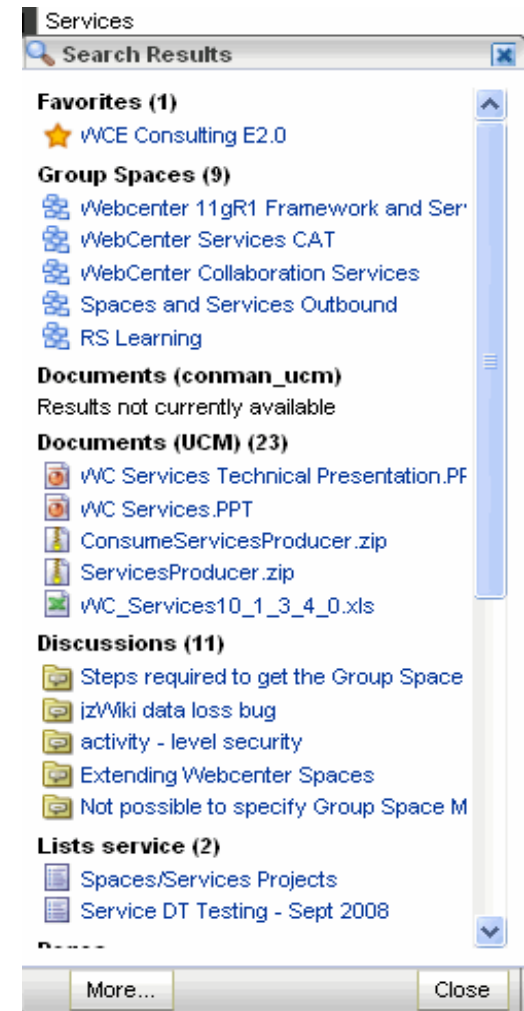 Services
Search Results
Favorites (1)
WCE Consulting E2.0
Group Spaces (9)
Webcenter 11gR1 Framework and Ser
WebCenter Services CAT
WebCenter Collaboration Services
Spaces and Services Outbound
RS Learning
Documents (conman_ucm)
Results not currently available
Documents (UCM) (23)
WC Services Technical Presentation.PF
WC Services.PPT
ConsumeServicesProducer.zip
ServicesProducer.zip
WC_Services10_1_3_4_0.xls
Discussions (11)
Steps required to get the Group Space
jzWiki data loss bug
activity - level security
Extending Webcenter Spaces
Not possible to specify Group Space M
Lists service (2)
Spaces/Services Projects
Service DT Testing - Sept 2008
More...
Close